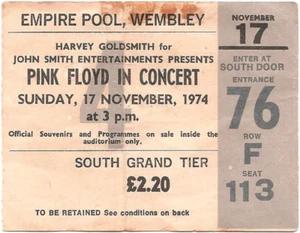 EMPIRE POOL, WEMBLEY
HARVEY GOLDSMITH for
JOHN SMITH ENTERTAINMENTS PRESENTS
PINK FLOYD IN CONCERT
SUNDAY, 17 NOVEMBER, 1974
at 3 p.m.
4
Official Souvenirs and Programmes on sale inside the
auditorium only.
SOUTH GRAND TIER
£2.20
TO BE RETAINED See conditions on back
NOVEMBER
17
ENTER AT
SOUTH DOOR
ENTRANCE
76
ROW
F
SEAT
113